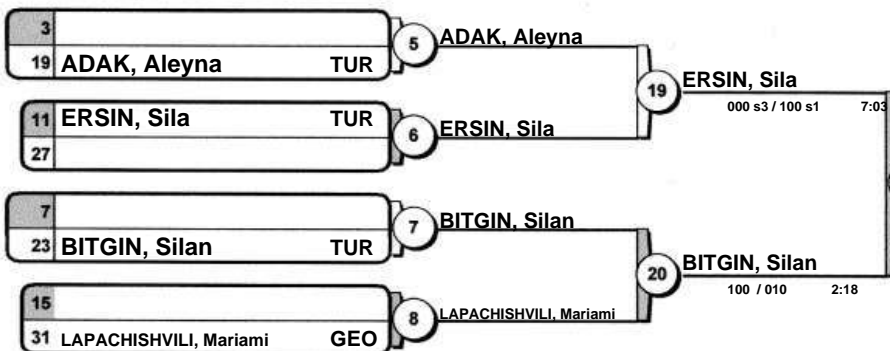 3
19 ADAK, Aleyna TUR
5
ADAK, Aleyna
11 ERSIN, Sila TUR
27
6
ERSIN, Sila
19
ERSIN, Sila
000 s3 / 100 s1 7:03
7
23 BITGIN, Silan TUR
7
BITGIN, Silan
15
31 LAPACHISHVILI, Mariami GEO
8
LAPACHISHVILI, Mariami
20
BITGIN, Silan
100 / 010 2:18